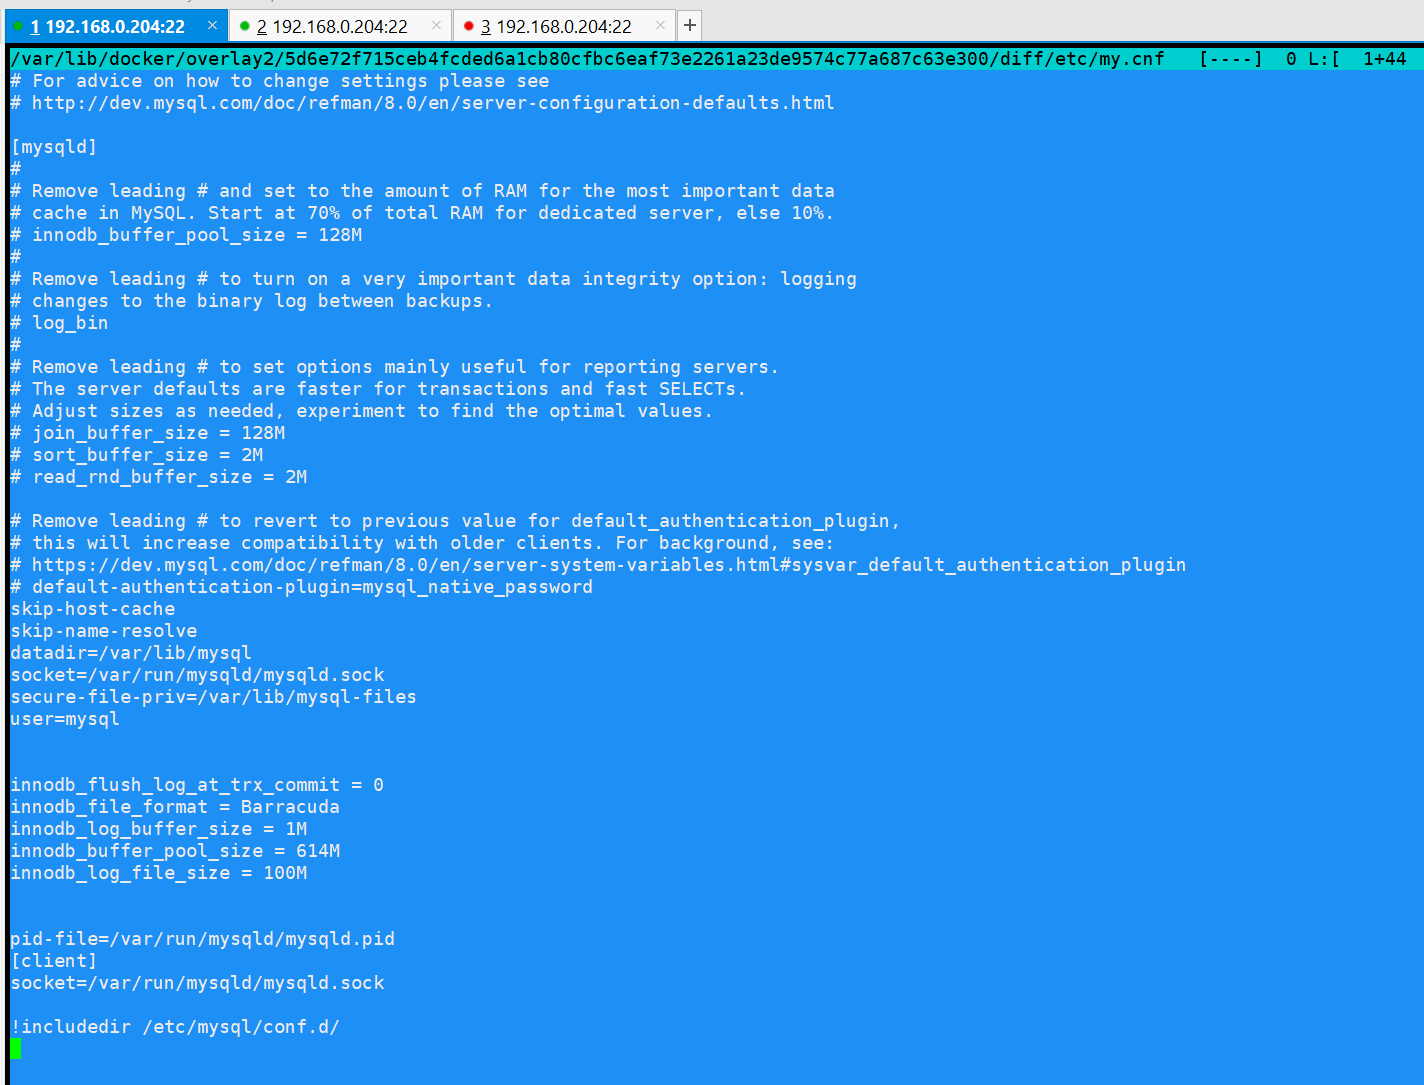 1 192.168.0.204:22 × 2 192.168.0.204:22 × 3 192.168.0.204:22 × +
/var/lib/docker/overlay2/5d6e72f715ceb4fcded6a1cb80cfbc6eaf73e2261a23de9574c77a687c63e300/diff/etc/my.cnf [----] 0 L:[ 1+44
# For advice on how to change settings please see
# http://dev.mysql.com/doc/refman/8.0/en/server-configuration-defaults.html
[mysqld]
#
# Remove leading # and set to the amount of RAM for the most important data
# cache in MySQL. Start at 70% of total RAM for dedicated server, else 10%.
# innodb_buffer_pool_size = 128M
#
# Remove leading # to turn on a very important data integrity option: logging
# changes to the binary log between backups.
# log_bin
#
# Remove leading # to set options mainly useful for reporting servers.
# The server defaults are faster for transactions and fast SELECTs.
# Adjust sizes as needed, experiment to find the optimal values.
# join_buffer_size = 128M
# sort_buffer_size = 2M
# read_rnd_buffer_size = 2M
# Remove leading # to revert to previous value for default_authentication_plugin,
# this will increase compatibility with older clients. For background, see:
# https://dev.mysql.com/doc/refman/8.0/en/server-system-variables.html#sysvar_default_authentication_plugin
# default-authentication-plugin=mysql_native_password
skip-host-cache
skip-name-resolve
datadir=/var/lib/mysql
socket=/var/run/mysqld/mysqld.sock
secure-file-priv=/var/lib/mysql-files
user=mysql
innodb_flush_log_at_trx_commit = 0
innodb_file_format = Barracuda
innodb_log_buffer_size = 1M
innodb_buffer_pool_size = 614M
innodb_log_file_size = 100M
pid-file=/var/run/mysqld/mysqld.pid
[client]
socket=/var/run/mysqld/mysqld.sock
!includedir /etc/mysql/conf.d/